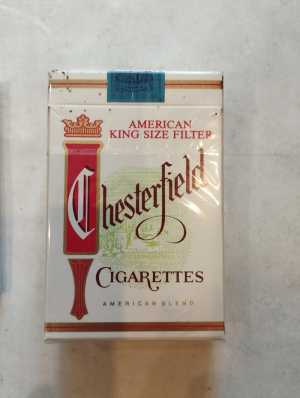 AMERICAN
KING SIZE FILTER
Chesterfield
CIGARETTES
AMERICAN BLEND